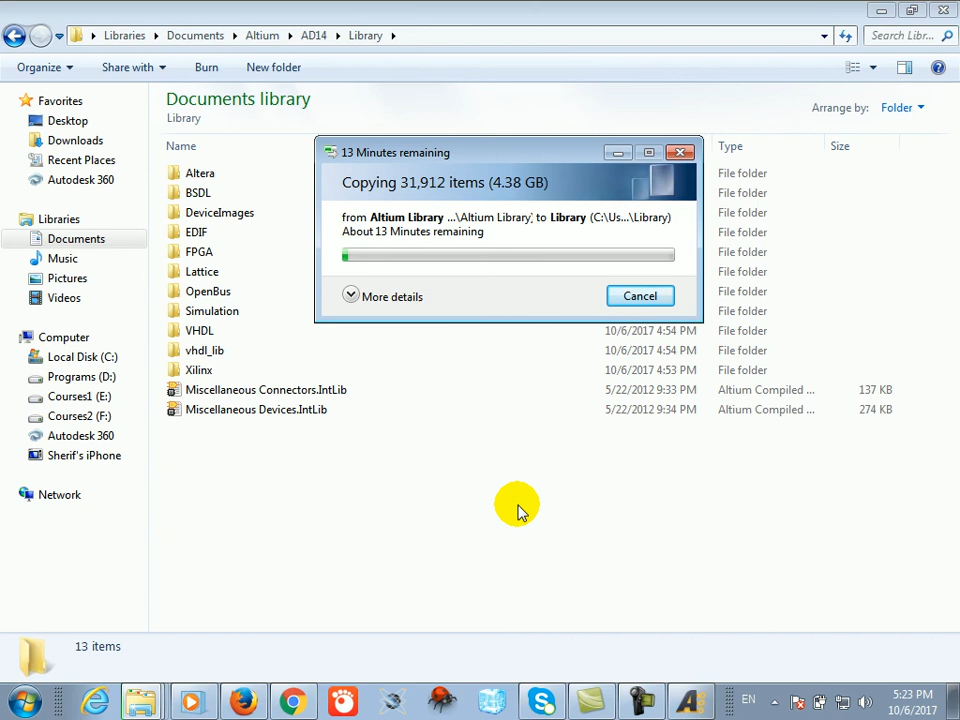 Libraries Documents Altium AD14 Library
Search Libr...
Organize Share with Burn New folder
Favorites
Desktop
Downloads
Recent Places
Autodesk 360
Libraries
Documents
Music
Pictures
Videos
Computer
Local Disk (C:)
Programs (D:)
Courses1 (E:)
Courses2 (F:)
Autodesk 360
Sherif's iPhone
Network
Documents library
Library
Arrange by: Folder
Name Type Size
Altera File folder
BSDL File folder
DeviceImages File folder
EDIF File folder
FPGA File folder
Lattice File folder
OpenBus File folder
Simulation File folder
VHDL 10/6/2017 4:54 PM File folder
vhdl_lib 10/6/2017 4:54 PM File folder
Xilinx 10/6/2017 4:53 PM File folder
Miscellaneous Connectors.IntLib 5/22/2012 9:33 PM Altium Compiled ... 137 KB
Miscellaneous Devices.IntLib 5/22/2012 9:34 PM Altium Compiled ... 274 KB
13 Minutes remaining
Copying 31,912 items (4.38 GB)
from Altium Library ...\Altium Library) to Library (C:\Us...\Library)
About 13 Minutes remaining
More details
Cancel
13 items
EN
5:23 PM
10/6/2017